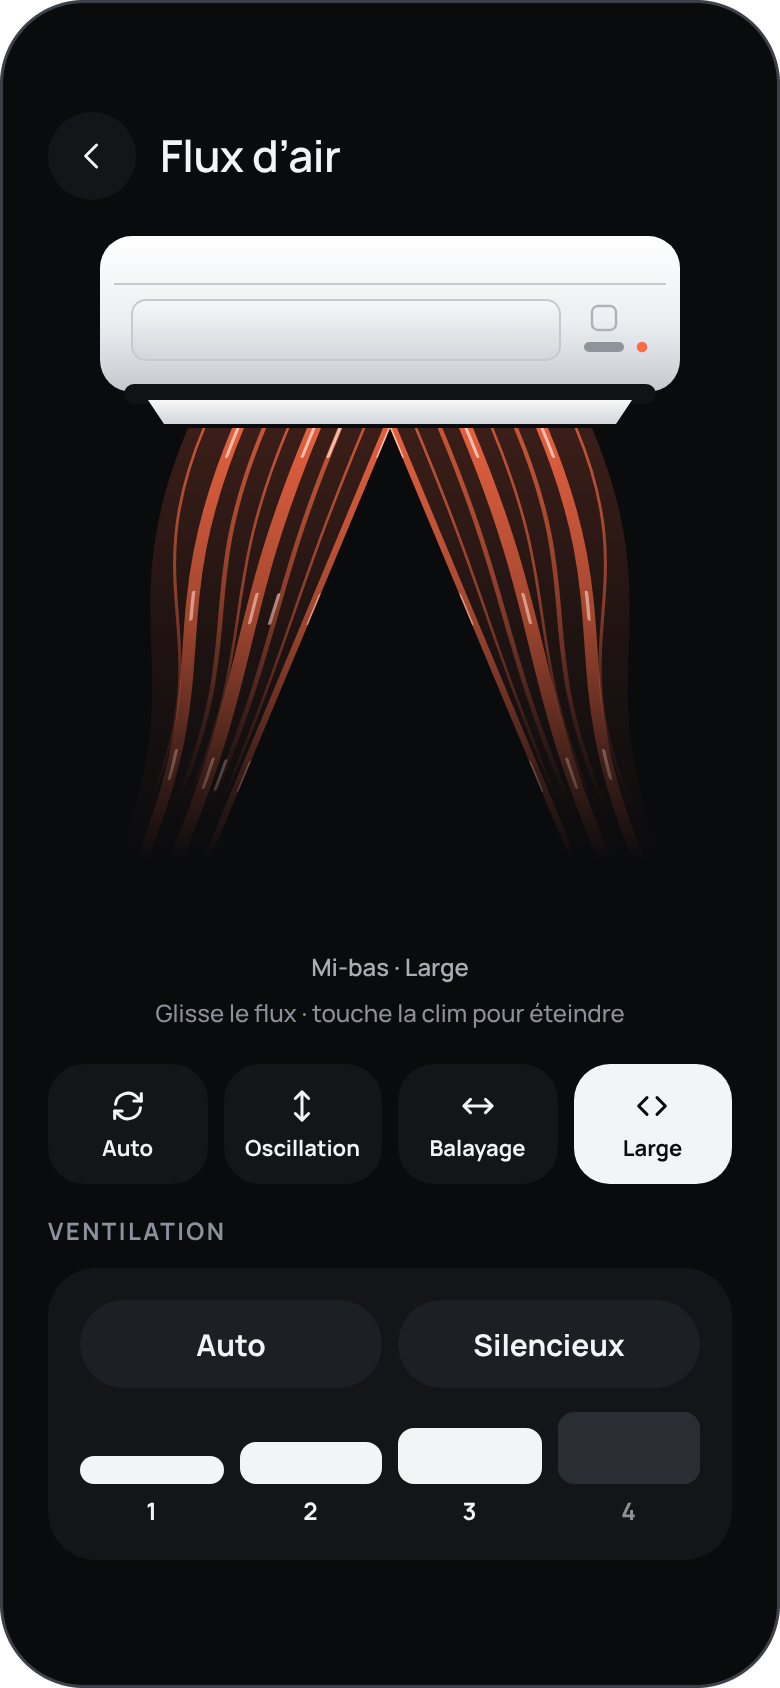 Flux d’air
Mi-bas · Large
Glisse le flux · touche la clim pour éteindre
Auto
Oscillation
Balayage
Large
VENTILATION
Auto
Silencieux
1
2
3
4